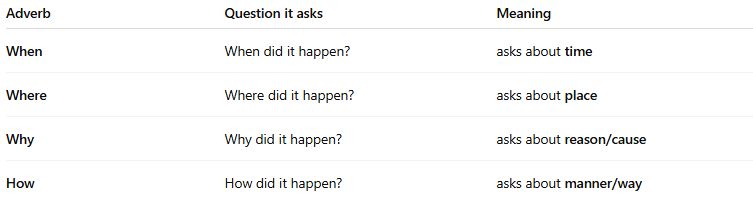 Adverb Question it asks Meaning
When When did it happen? asks about time
Where Where did it happen? asks about place
Why Why did it happen? asks about reason/cause
How How did it happen? asks about manner/way